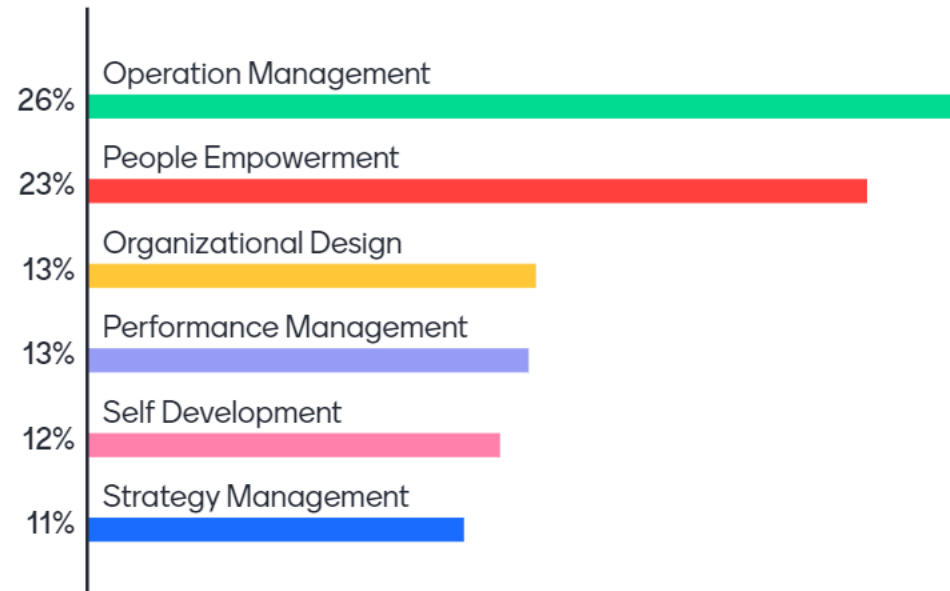 Operation Management
26%
People Empowerment
23%
Organizational Design
13%
Performance Management
13%
Self Development
12%
Strategy Management
11%